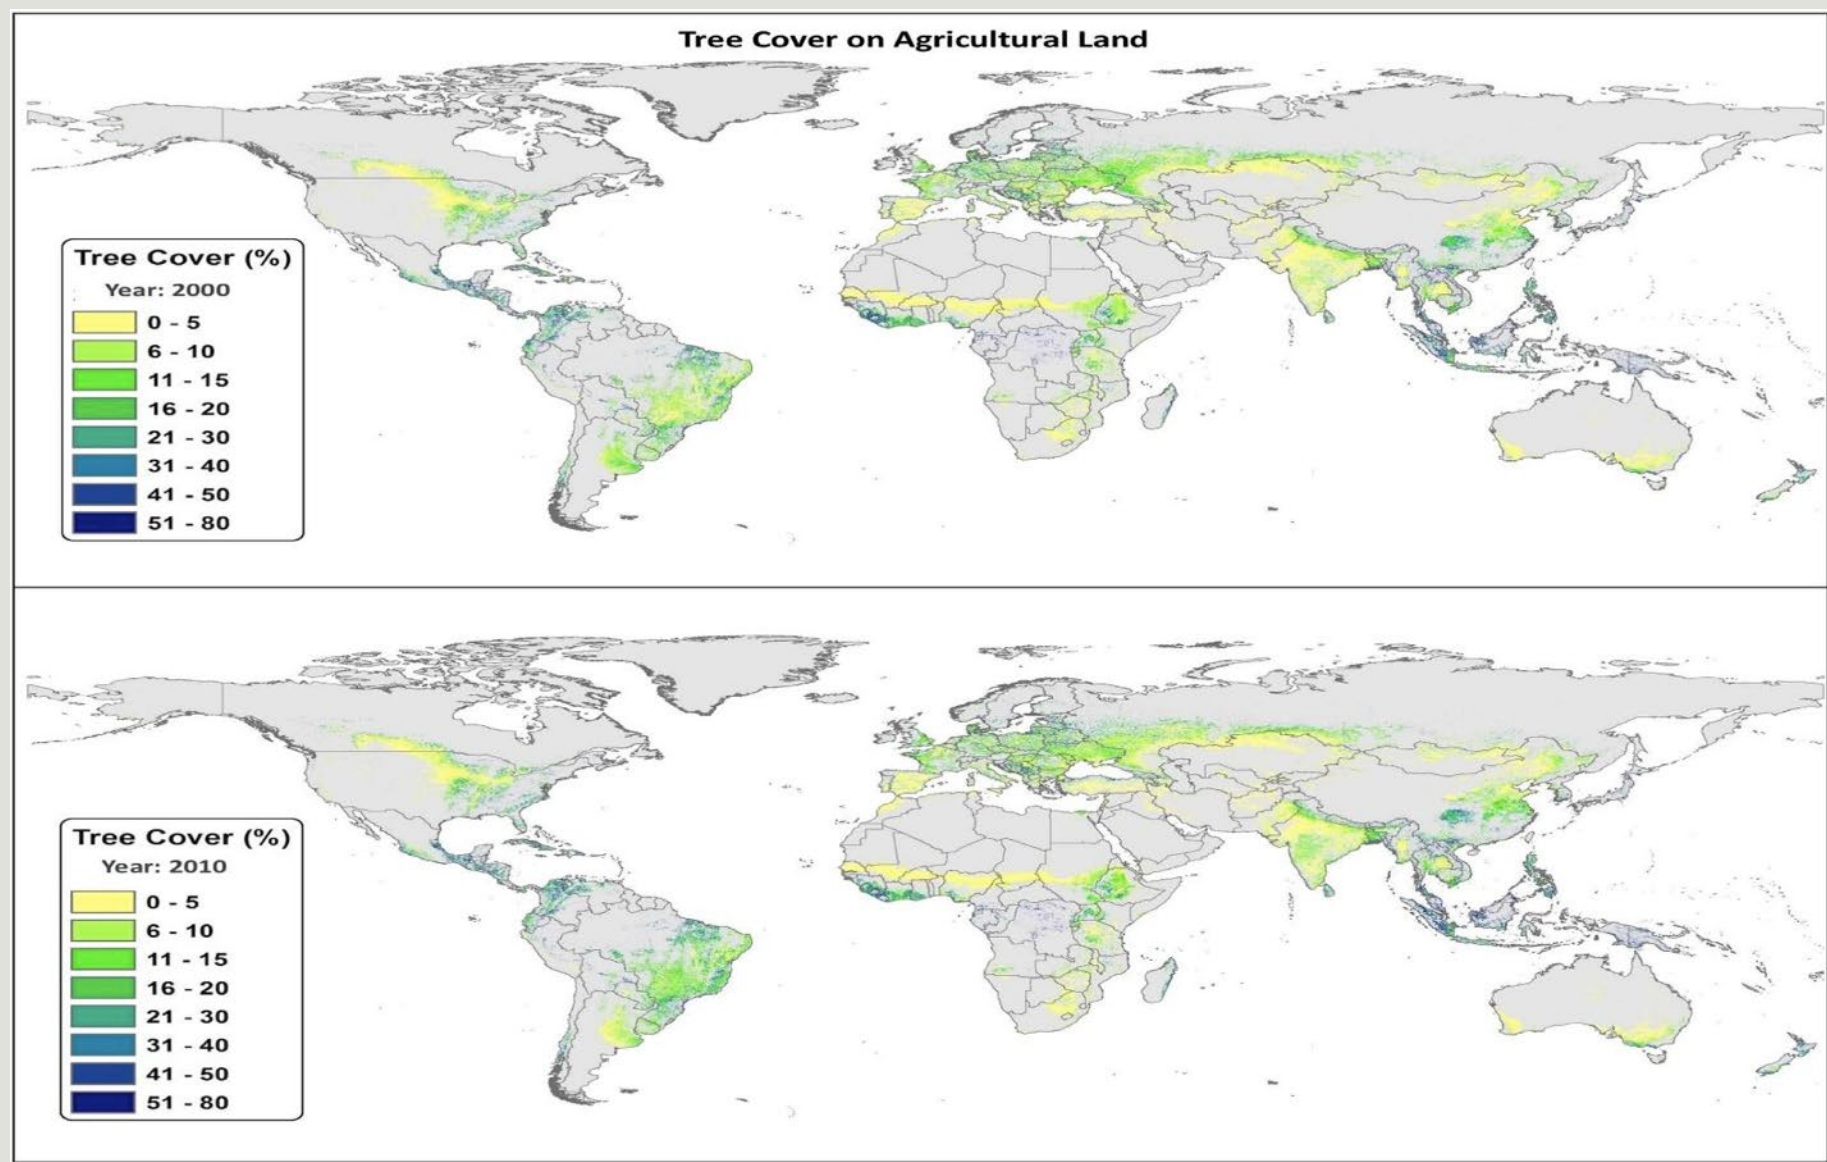 Tree Cover on Agricultural Land
Tree Cover (%)
Year: 2000
0 - 5
6 - 10
11 - 15
16 - 20
21 - 30
31 - 40
41 - 50
51 - 80
Tree Cover (%)
Year: 2010
0 - 5
6 - 10
11 - 15
16 - 20
21 - 30
31 - 40
41 - 50
51 - 80